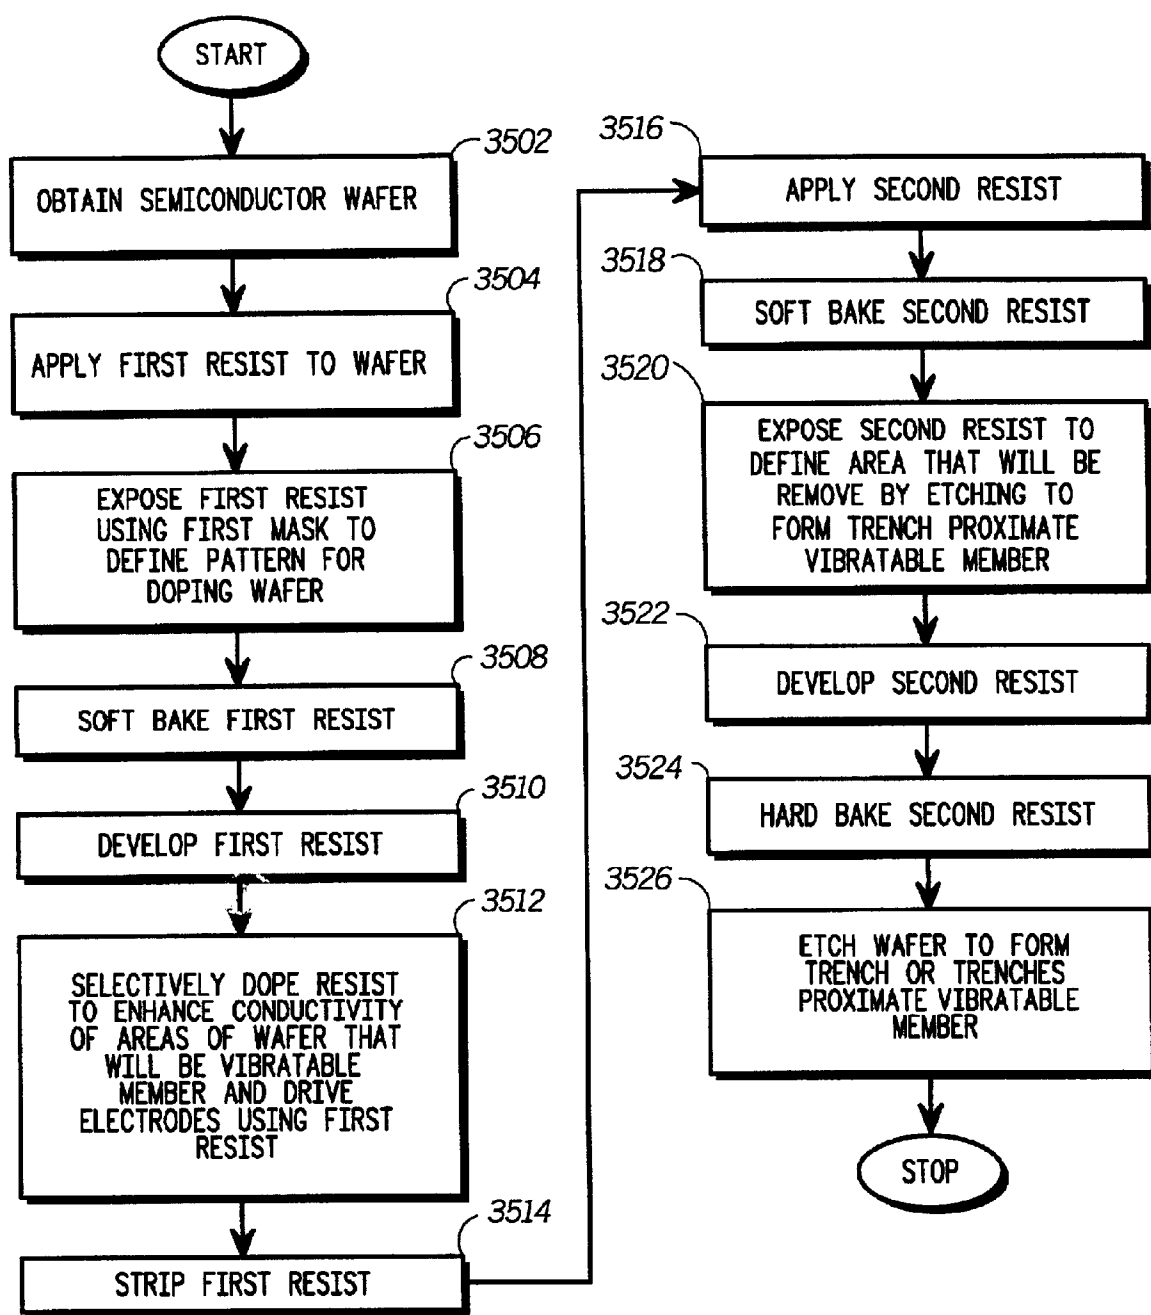 START
3502
OBTAIN SEMICONDUCTOR WAFER
3504
APPLY FIRST RESIST TO WAFER
3506
EXPOSE FIRST RESIST
USING FIRST MASK TO
DEFINE PATTERN FOR
DOPING WAFER
3508
SOFT BAKE FIRST RESIST
3510
DEVELOP FIRST RESIST
3512
SELECTIVELY DOPE RESIST
TO ENHANCE CONDUCTIVITY
OF AREAS OF WAFER THAT
WILL BE VIBRATABLE
MEMBER AND DRIVE
ELECTRODES USING FIRST
RESIST
3514
STRIP FIRST RESIST
3516
APPLY SECOND RESIST
3518
SOFT BAKE SECOND RESIST
3520
EXPOSE SECOND RESIST TO
DEFINE AREA THAT WILL BE
REMOVE BY ETCHING TO
FORM TRENCH PROXIMATE
VIBRATABLE MEMBER
3522
DEVELOP SECOND RESIST
3524
HARD BAKE SECOND RESIST
3526
ETCH WAFER TO FORM
TRENCH OR TRENCHES
PROXIMATE VIBRATABLE
MEMBER
STOP